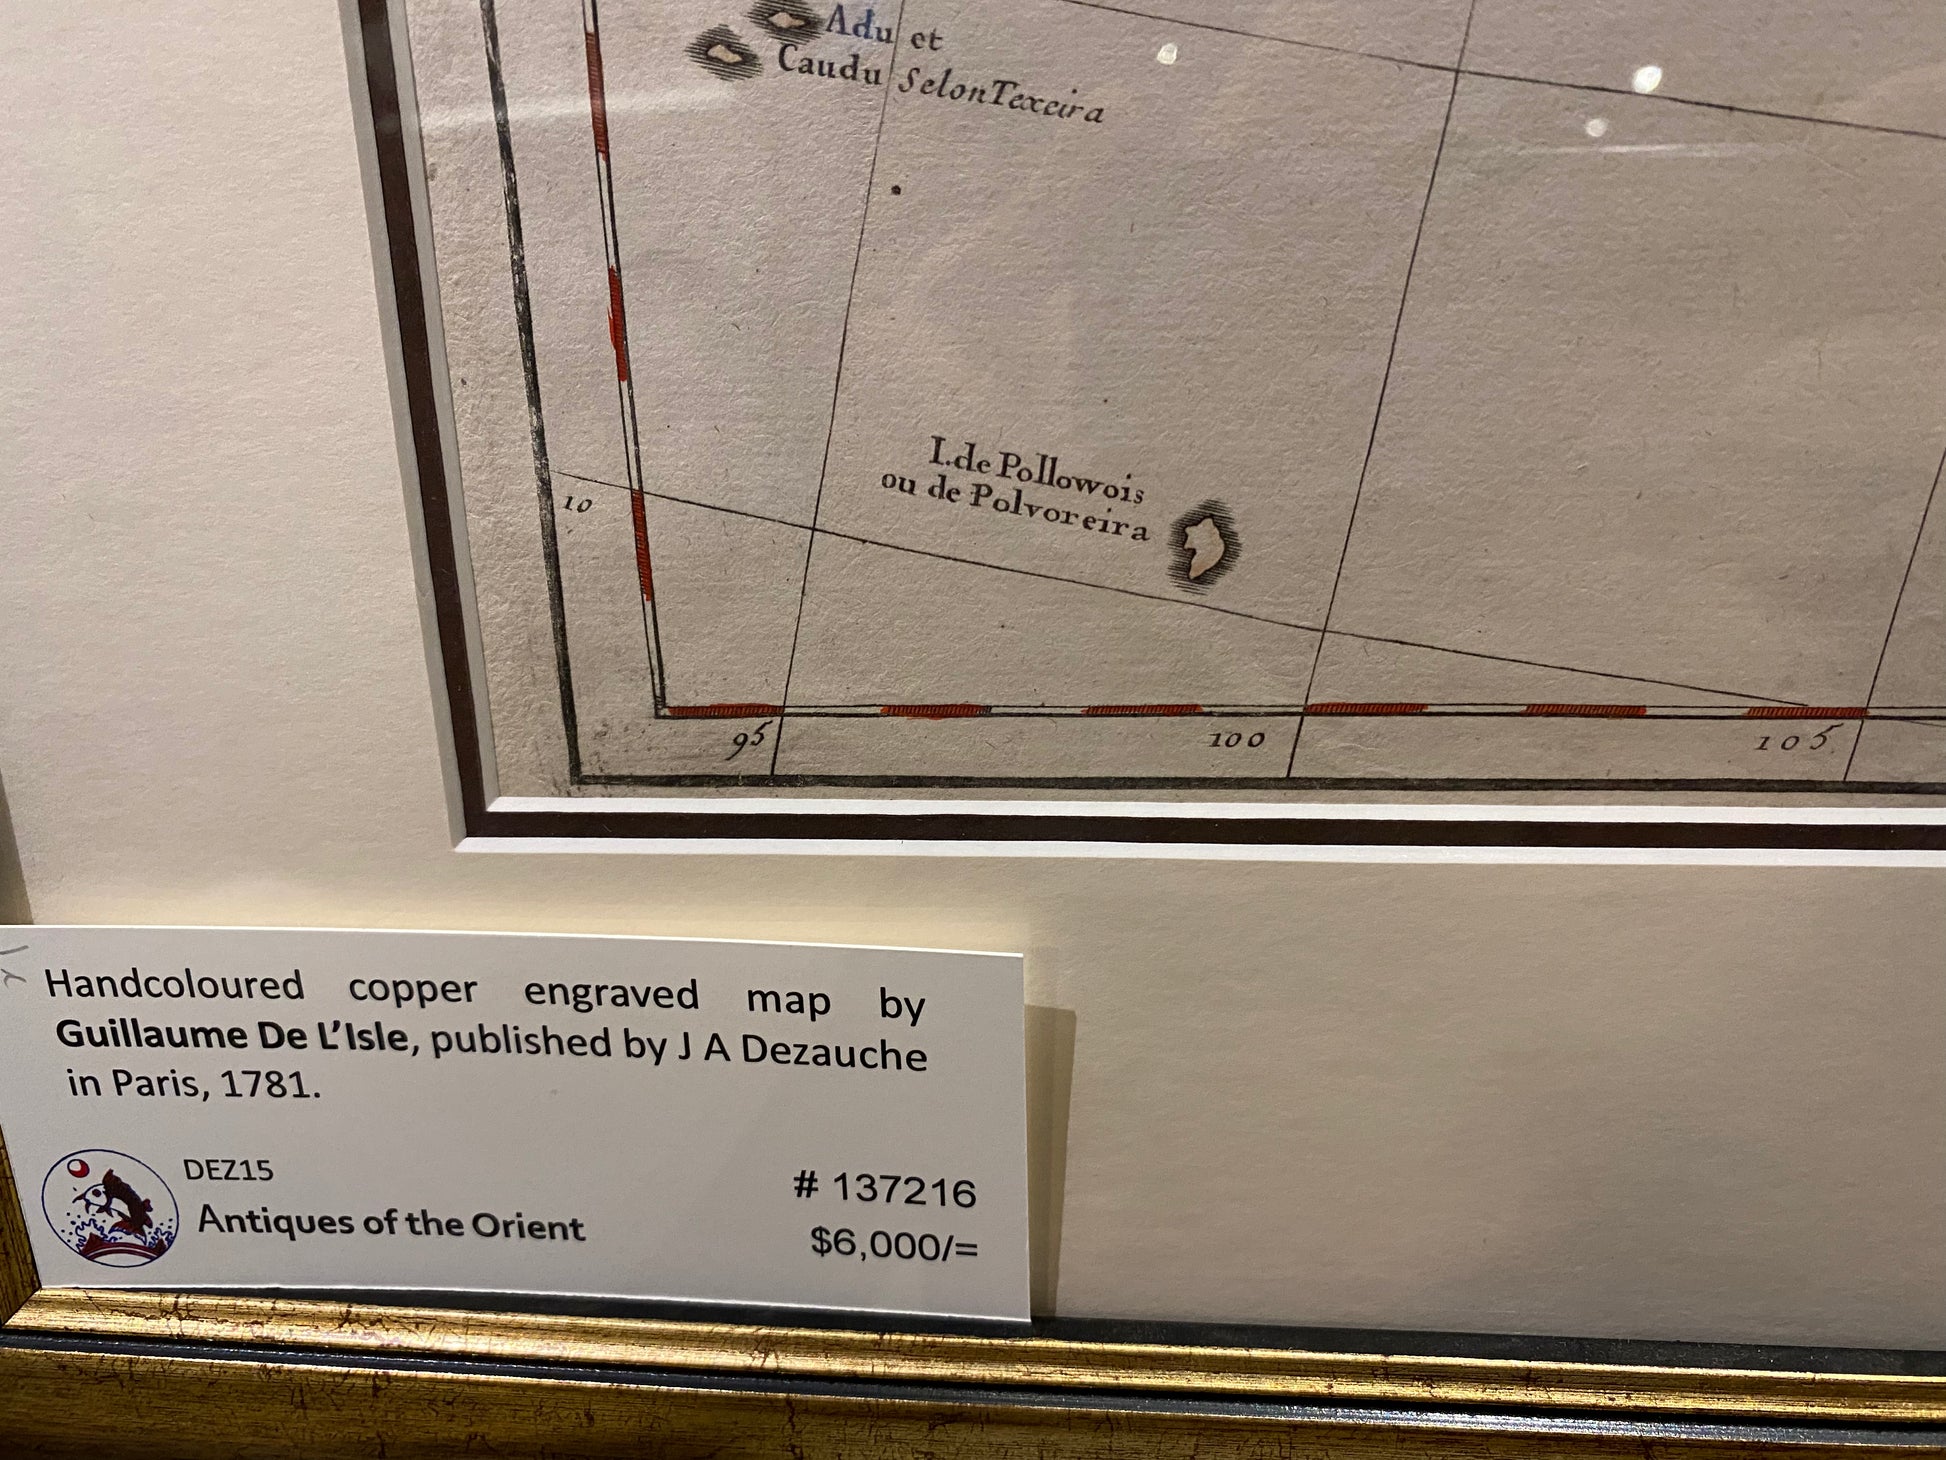 Adu et
Caudu Selon Texeira
I. de Pollowois
ou de Polvoreira
10
95
100
105.
Handcoloured copper engraved map by
Guillaume De L'Isle, published by J A Dezauche
in Paris, 1781.
DEZ15
# 137216
Antiques of the Orient
$6,000/=